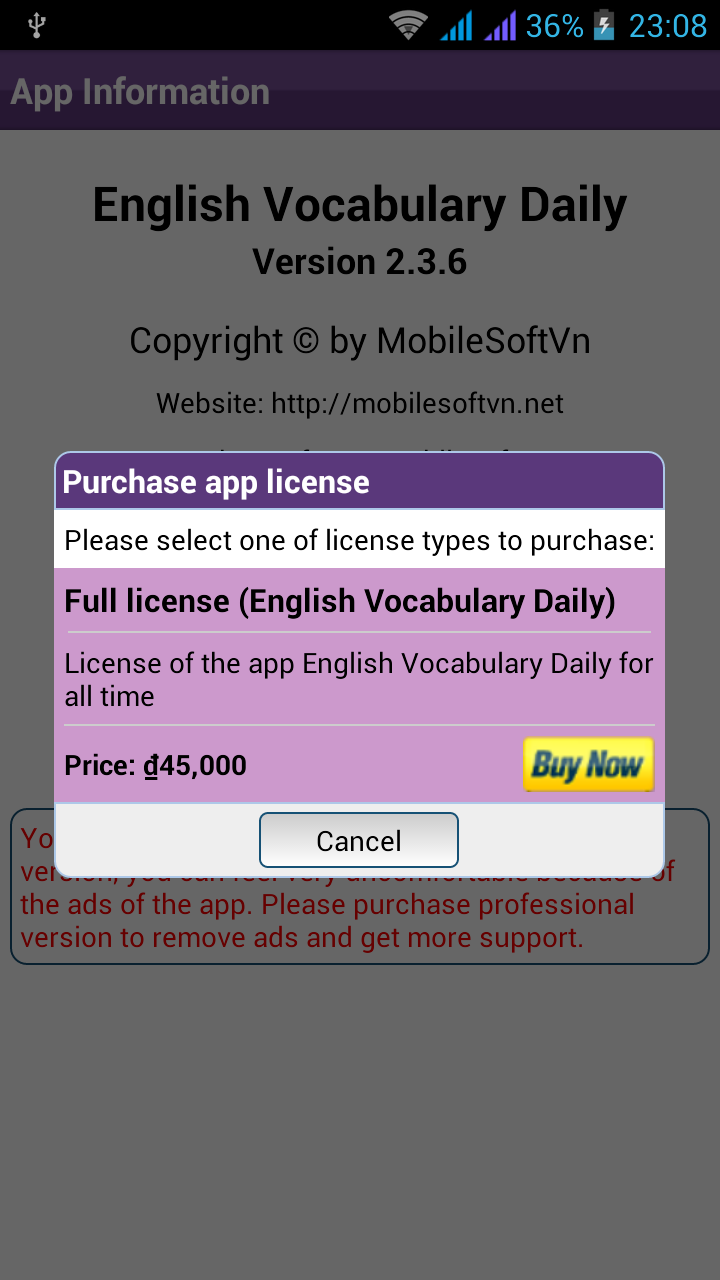 36% 23:08
App Information
English Vocabulary Daily
Version 2.3.6
Copyright © by MobileSoftVn
Website: http://mobilesoftvn.net
Purchase app license
Please select one of license types to purchase:
Full license (English Vocabulary Daily)
License of the app English Vocabulary Daily for
all time
Price: ₫45,000
Buy Now
Cancel
version, you can feel very uncomfortable because of
the ads of the app. Please purchase professional
version to remove ads and get more support.